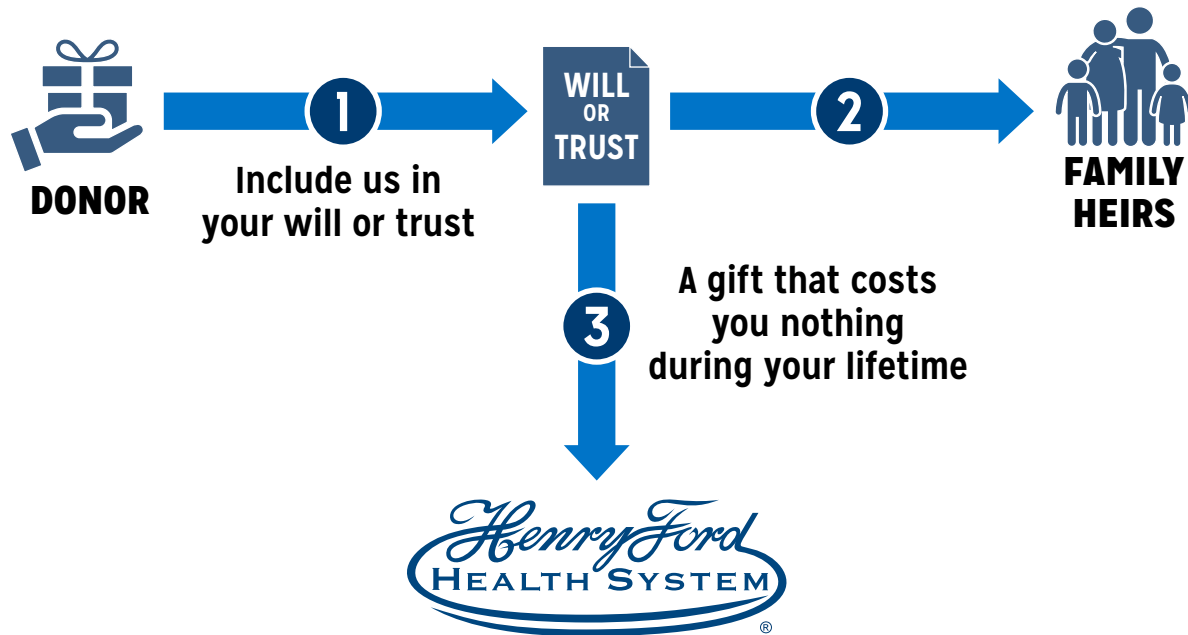 DONOR
1
Include us in
your will or trust
WILL
OR
TRUST
2
FAMILY
HEIRS
3
A gift that costs
you nothing
during your lifetime
Henry Ford
HEALTH SYSTEM
®